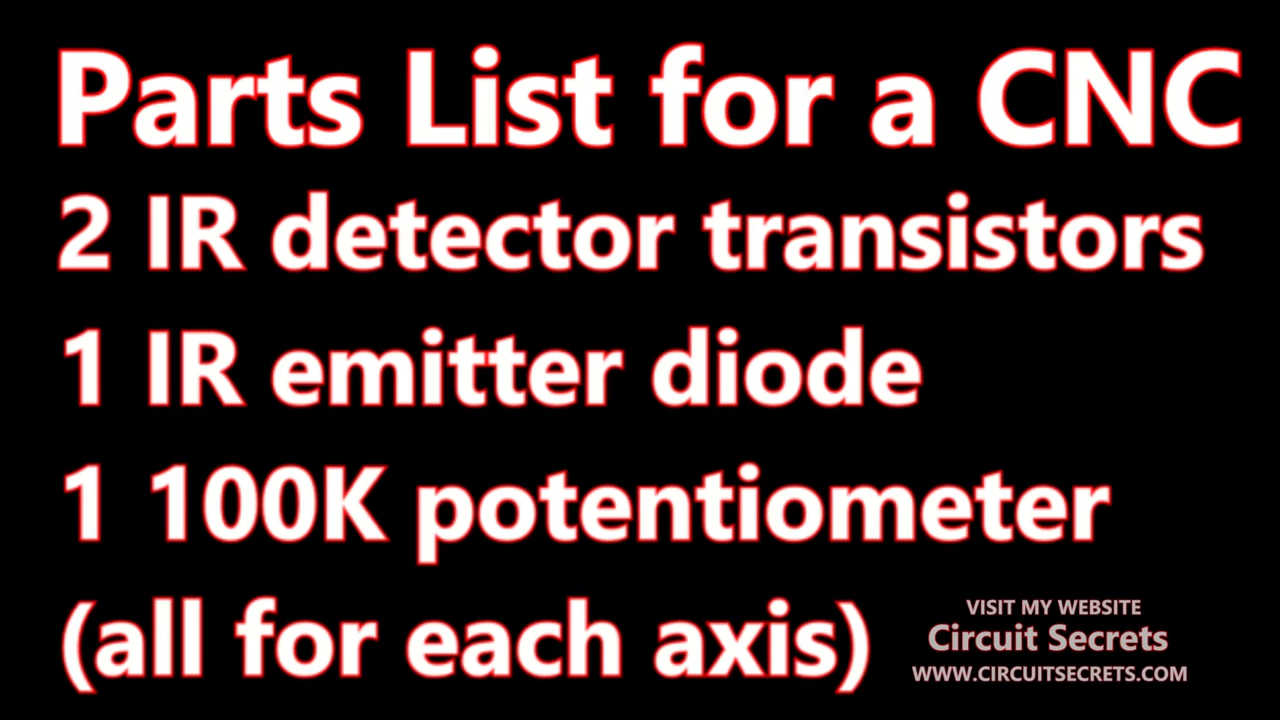 Parts List for a CNC
2 IR detector transistors
1 IR emitter diode
1 100K potentiometer
(all for each axis)
VISIT MY WEBSITE
Circuit Secrets
WWW.CIRCUITSECRETS.COM